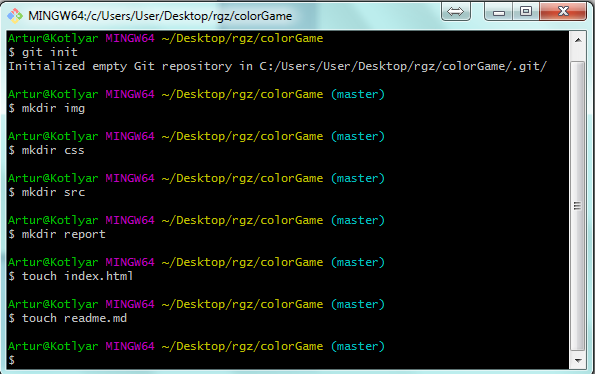 MINGW64:/c/Users/User/Desktop/rgz/colorGame
Artur@Kotlyar MINGW64 ~/Desktop/rgz/colorGame
$ git init
Initialized empty Git repository in C:/Users/User/Desktop/rgz/colorGame/.git/
Artur@Kotlyar MINGW64 ~/Desktop/rgz/colorGame (master)
$ mkdir img
Artur@Kotlyar MINGW64 ~/Desktop/rgz/colorGame (master)
$ mkdir css
Artur@Kotlyar MINGW64 ~/Desktop/rgz/colorGame (master)
$ mkdir src
Artur@Kotlyar MINGW64 ~/Desktop/rgz/colorGame (master)
$ mkdir report
Artur@Kotlyar MINGW64 ~/Desktop/rgz/colorGame (master)
$ touch index.html
Artur@Kotlyar MINGW64 ~/Desktop/rgz/colorGame (master)
$ touch readme.md
Artur@Kotlyar MINGW64 ~/Desktop/rgz/colorGame (master)
$